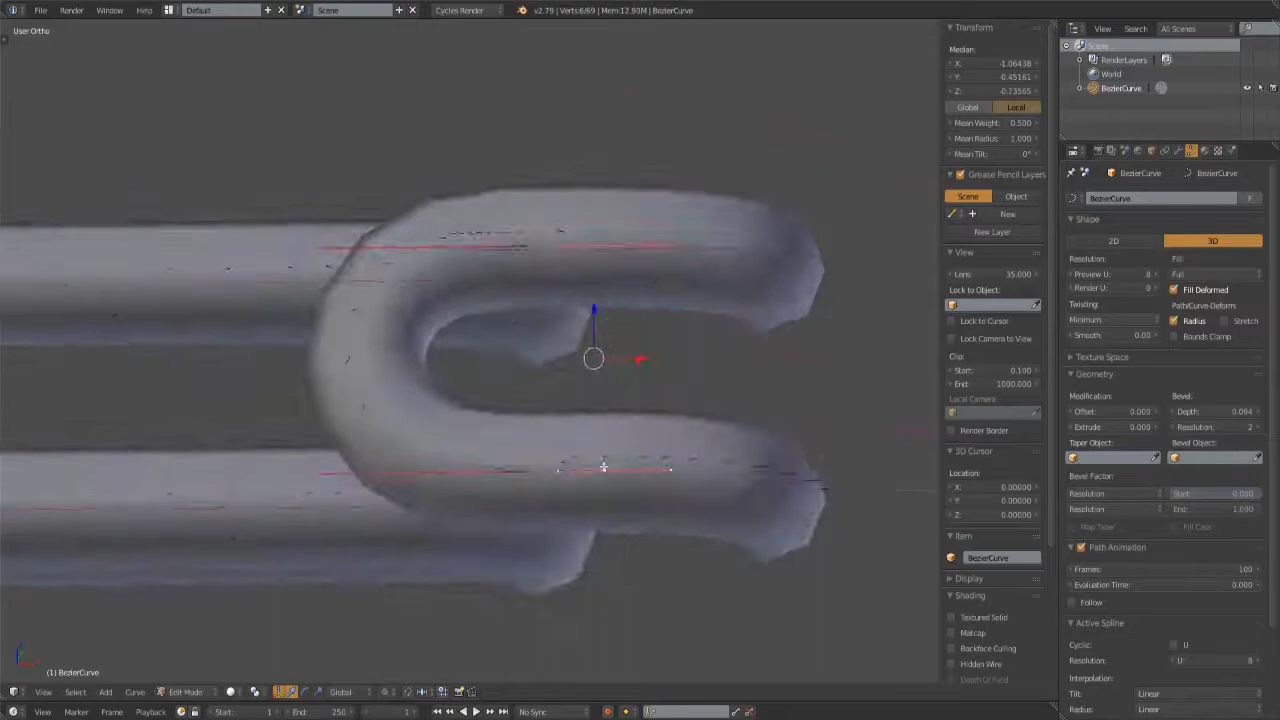 File Render Window Help Default Scene Cycles Render v2.79 | Verts:6/69 | Mem:12.90M | BezierCurve
User Ortho
Transform
Median:
X: -1.06438
Y: -0.45161
Z: -0.73565
Global Local
Mean Weight: 0.500
Mean Radius: 1.000
Mean Tilt: 0°
Grease Pencil Layers
Scene Object
New
New Layer
View
Lens: 35.000
Lock to Object:
Lock to Cursor
Lock Camera to View
Clip:
Start: 0.100
End: 1000.000
Local Camera:
Render Border
3D Cursor
Location:
X: 0.00000
Y: 0.00000
Z: 0.00000
Item
BezierCurve
Display
Shading
Textured Solid
Matcap
Backface Culling
Hidden Wire
Depth Of Field
View Search All Scenes
Scene
RenderLayers
World
BezierCurve
BezierCurve BezierCurve
BezierCurve F
Shape
2D 3D
Resolution: Fill:
Preview U: 8 Full
Render U: 0 Fill Deformed
Twisting: Path/Curve-Deform:
Minimum Radius Stretch
Smooth: 0.00 Bounds Clamp
Texture Space
Geometry
Modification: Bevel:
Offset: 0.000 Depth: 0.094
Extrude: 0.000 Resolution: 2
Taper Object: Bevel Object:
Bevel Factor:
Resolution Start: 0.000
Resolution End: 1.000
Map Taper Fill Caps
Path Animation
Frames: 100
Evaluation Time: 0.000
Follow
Active Spline
Cyclic: U
Resolution: U: 8
Interpolation:
Tilt: Linear
Radius: Linear
(1) BezierCurve
View Select Add Curve Edit Mode Global
View Marker Frame Playback Start: 1 End: 250 1 No Sync